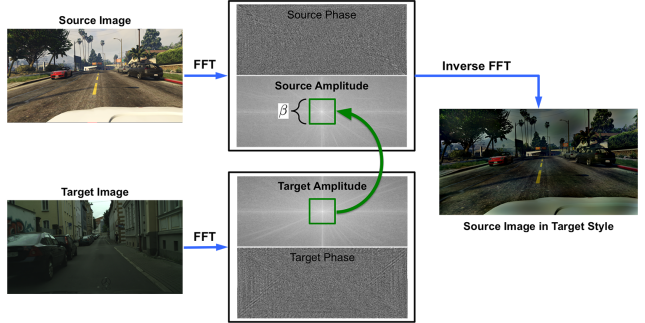 Source Image
FFT
Source Phase
Source Amplitude
β
Inverse FFT
Source Image in Target Style
Target Image
FFT
Target Amplitude
Target Phase